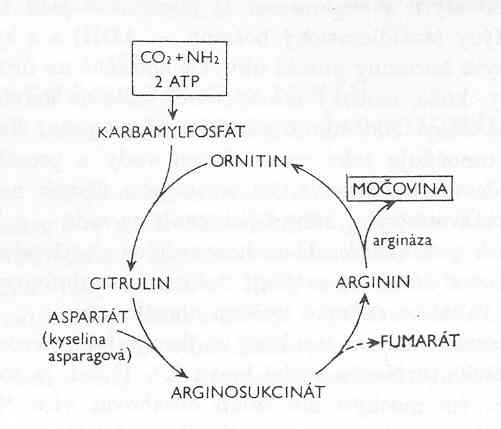 CO₂ + NH₂
2 ATP
KARBAMYLFOSFÁT
ORNITIN
MOČOVINA
argináza
CITRULIN
ARGININ
ASPARTÁT
(kyselina
asparagová)
FUMARÁT
ARGINOSUKCINÁT